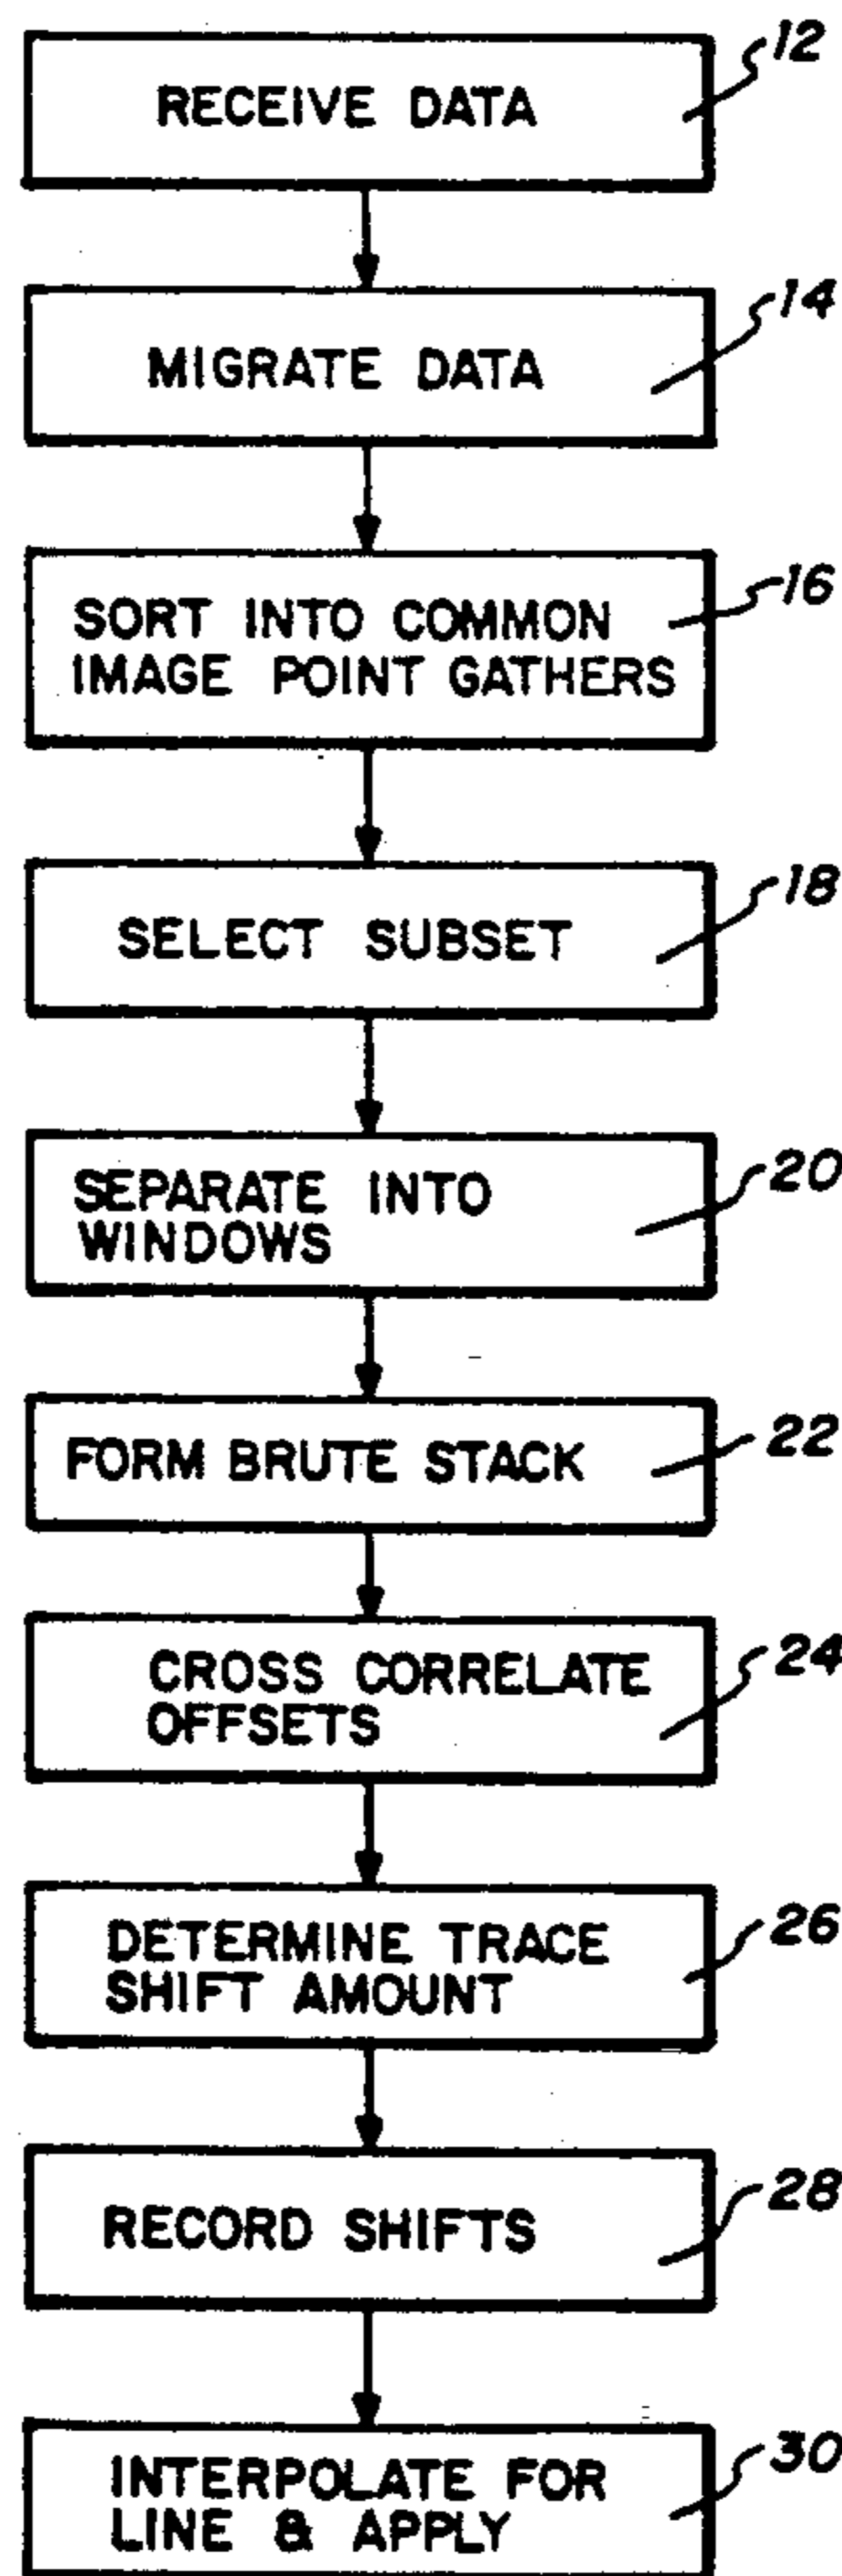 RECEIVE DATA
12
MIGRATE DATA
14
SORT INTO COMMON
IMAGE POINT GATHERS
16
SELECT SUBSET
18
SEPARATE INTO
WINDOWS
20
FORM BRUTE STACK
22
CROSS CORRELATE
OFFSETS
24
DETERMINE TRACE
SHIFT AMOUNT
26
RECORD SHIFTS
28
INTERPOLATE FOR
LINE & APPLY
30